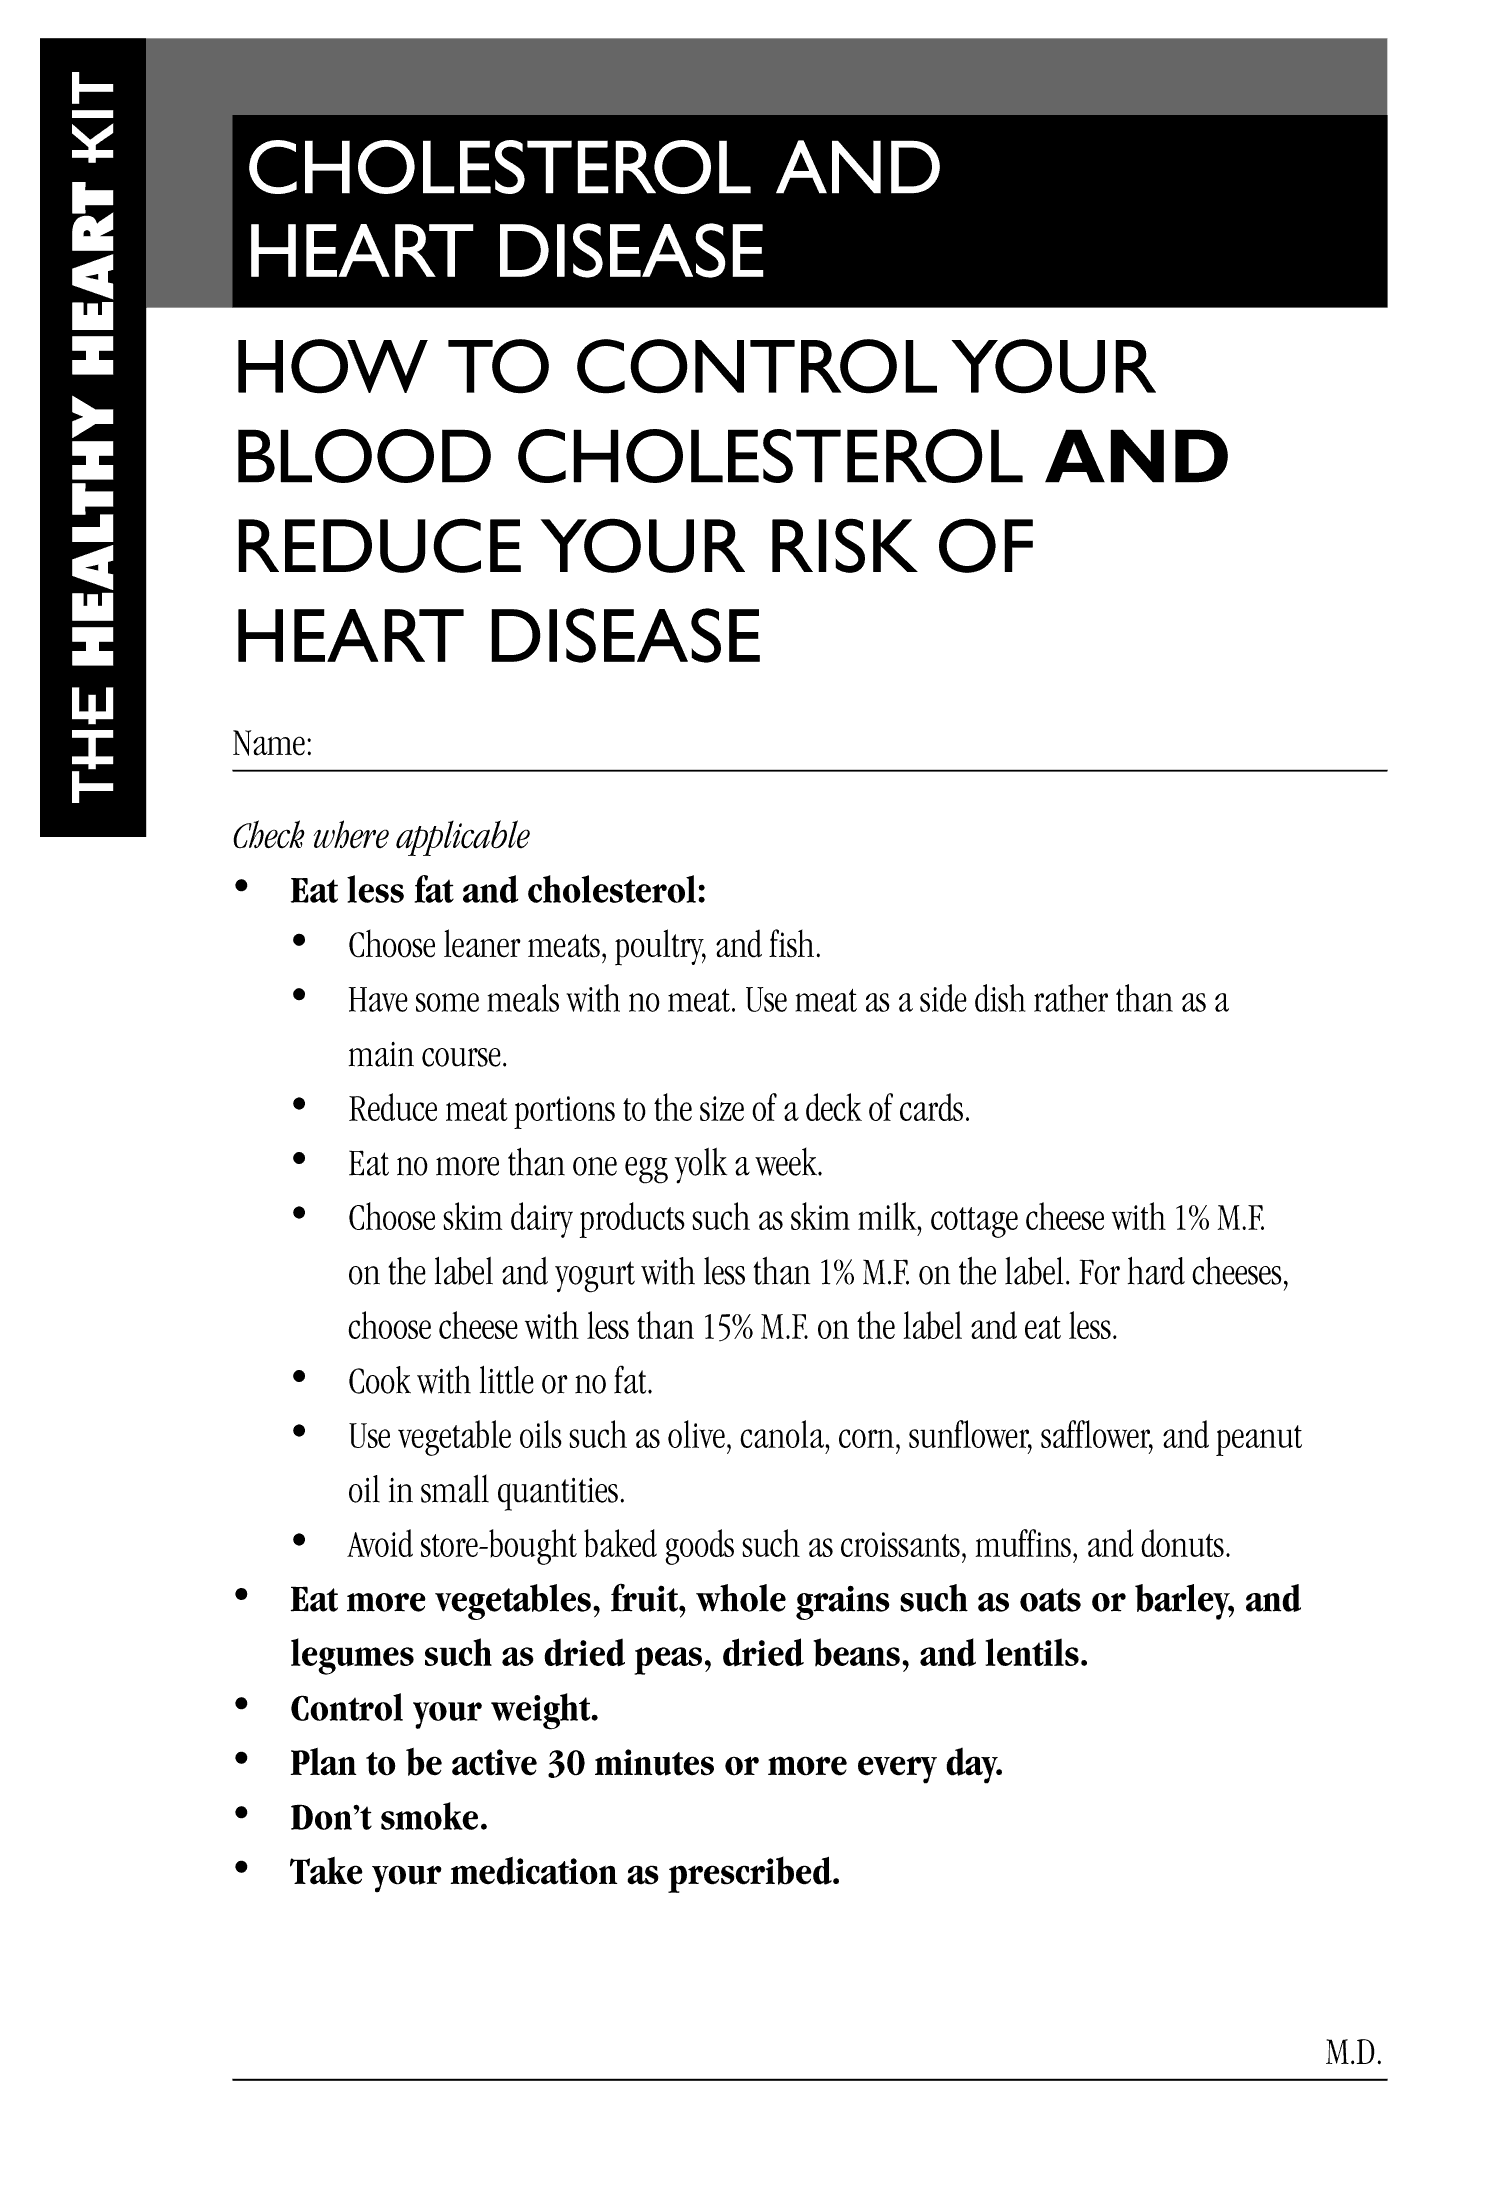 THE HEALTHY HEART KIT
CHOLESTEROL AND
HEART DISEASE
HOW TO CONTROL YOUR
BLOOD CHOLESTEROL AND
REDUCE YOUR RISK OF
HEART DISEASE
Name:
Check where applicable
• Eat less fat and cholesterol:
• Choose leaner meats, poultry, and fish.
• Have some meals with no meat. Use meat as a side dish rather than as a
main course.
• Reduce meat portions to the size of a deck of cards.
• Eat no more than one egg yolk a week.
• Choose skim dairy products such as skim milk, cottage cheese with 1% M.F.
on the label and yogurt with less than 1% M.F. on the label. For hard cheeses,
choose cheese with less than 15% M.F. on the label and eat less.
• Cook with little or no fat.
• Use vegetable oils such as olive, canola, corn, sunflower, safflower, and peanut
oil in small quantities.
• Avoid store-bought baked goods such as croissants, muffins, and donuts.
• Eat more vegetables, fruit, whole grains such as oats or barley, and
legumes such as dried peas, dried beans, and lentils.
• Control your weight.
• Plan to be active 30 minutes or more every day.
• Don’t smoke.
• Take your medication as prescribed.
M.D.